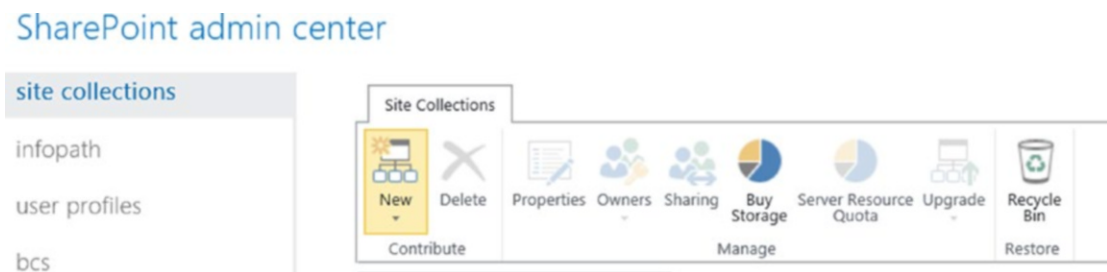 SharePoint admin center
site collections
infopath
user profiles
bcs
Site Collections
New
Delete
Properties
Owners
Sharing
Buy
Storage
Server Resource
Quota
Upgrade
Recycle
Bin
Contribute
Manage
Restore